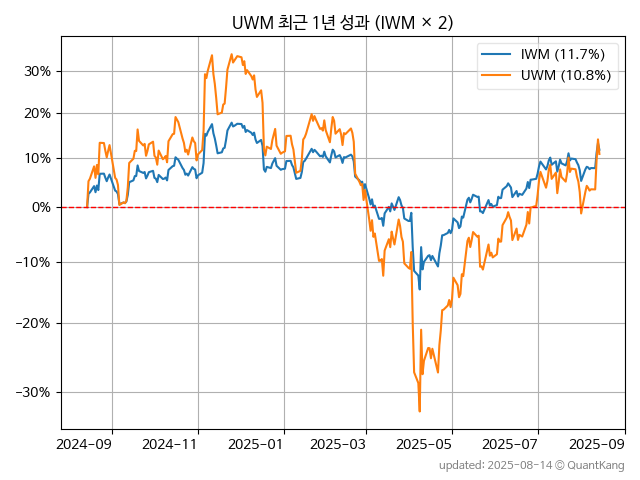 UWM 최근 1년 성과 (IWM × 2)
IWM (11.7%)
UWM (10.8%)
30%
20%
10%
0%
−10%
−20%
−30%
2024-09 2024-11 2025-01 2025-03 2025-05 2025-07 2025-09
updated: 2025-08-14 © QuantKang